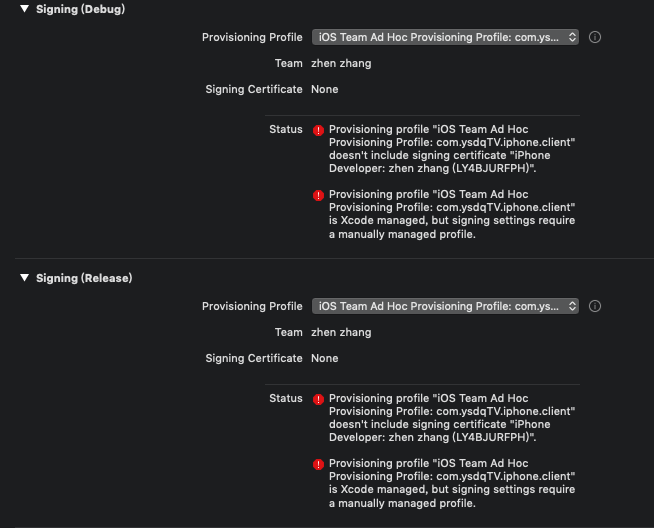 Signing (Debug)
Provisioning Profile iOS Team Ad Hoc Provisioning Profile: com.ys...
Team zhen zhang
Signing Certificate None
Status Provisioning profile "iOS Team Ad Hoc
Provisioning Profile: com.ysdqTV.iphone.client"
doesn't include signing certificate "iPhone
Developer: zhen zhang (LY4BJURFPH)".
Provisioning profile "iOS Team Ad Hoc
Provisioning Profile: com.ysdqTV.iphone.client"
is Xcode managed, but signing settings require
a manually managed profile.
Signing (Release)
Provisioning Profile iOS Team Ad Hoc Provisioning Profile: com.ys...
Team zhen zhang
Signing Certificate None
Status Provisioning profile "iOS Team Ad Hoc
Provisioning Profile: com.ysdqTV.iphone.client"
doesn't include signing certificate "iPhone
Developer: zhen zhang (LY4BJURFPH)".
Provisioning profile "iOS Team Ad Hoc
Provisioning Profile: com.ysdqTV.iphone.client"
is Xcode managed, but signing settings require
a manually managed profile.